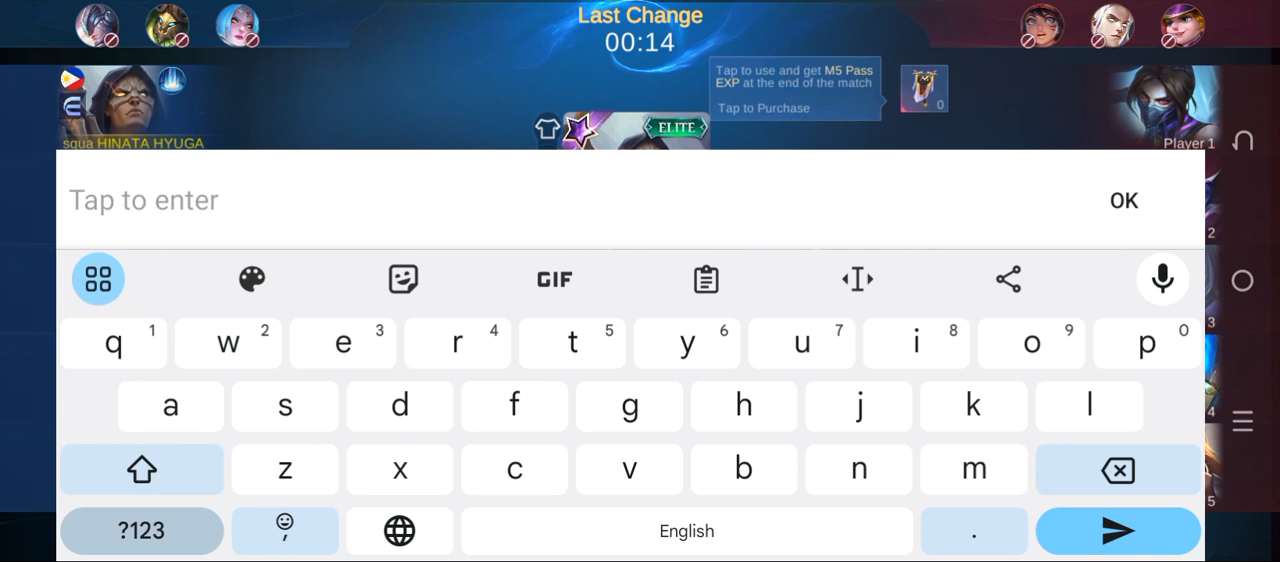 Last Change
00:14
Tap to use and get M5 Pass
EXP at the end of the match
Tap to Purchase
0
ELITE
squa HINATA HYUGA
Player 1
Tap to enter
OK
2
GIF
3
q 1 w 2 e 3 r 4 t 5 y 6 u 7 i 8 o 9 p 0
a s d f g h j k l
4
z x c v b n m
5
?123 , English .